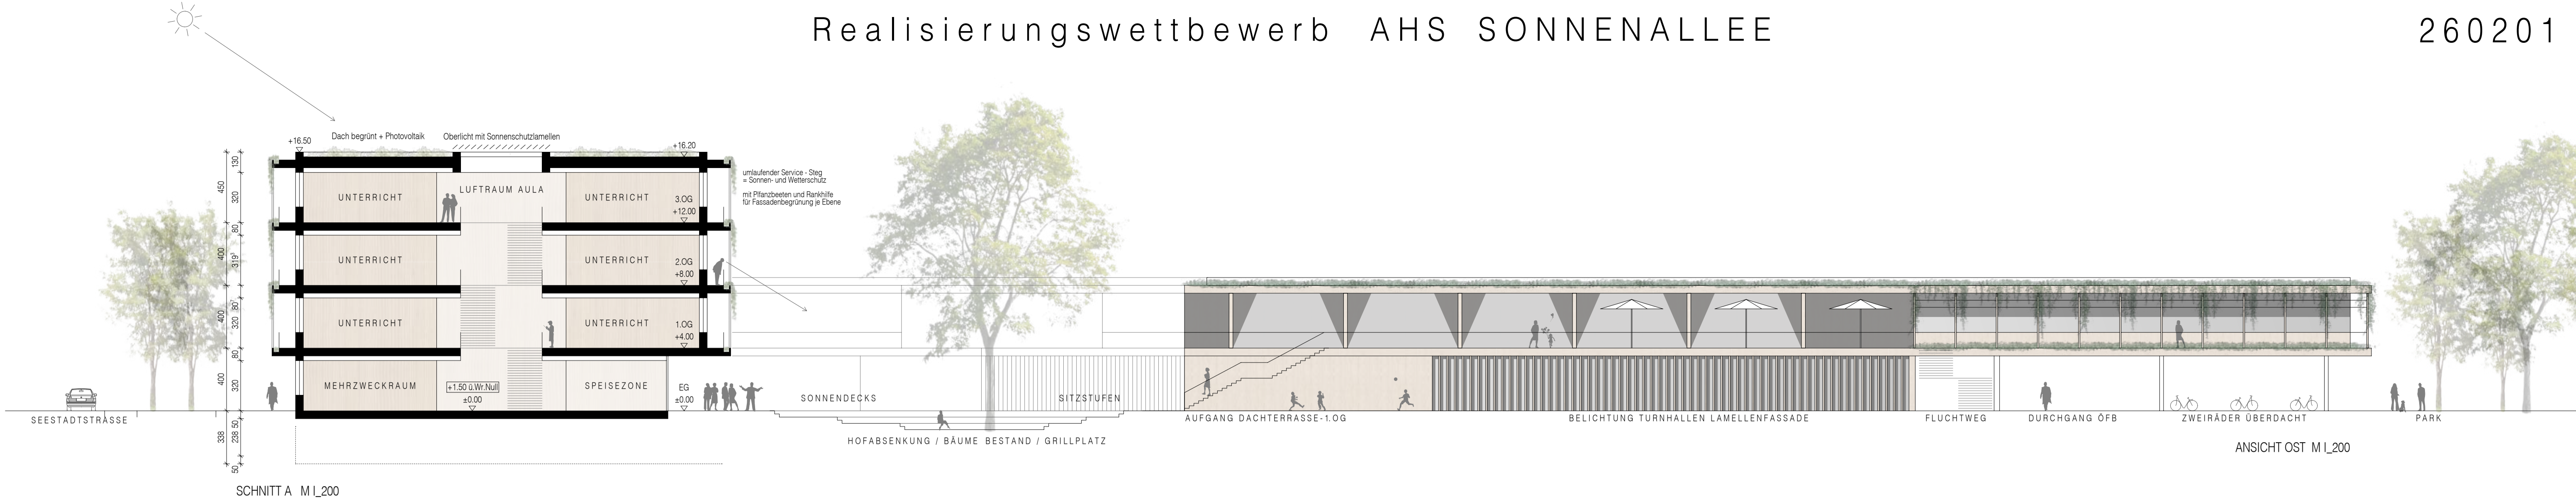 Realisierungswettbewerb AHS SONNENALLEE
260201
+16.50
Dach begrünt + Photovoltaik
Oberlicht mit Sonnenschutzlamellen
+16.20
umlaufender Service - Steg
= Sonnen- und Wetterschutz
mit Pflanzbeeten und Rankhilfe
für Fassadenbegrünung je Ebene
130
450
320
80
400
319⁵
80⁵
400
320
80
400
320
50
338
238
50
UNTERRICHT
LUFTRAUM AULA
UNTERRICHT
3.OG
+12.00
UNTERRICHT
UNTERRICHT
2.OG
+8.00
UNTERRICHT
UNTERRICHT
1.OG
+4.00
MEHRZWECKRAUM
+1.50 ü.Wr.Null
±0.00
SPEISEZONE
EG
±0.00
SONNENDECKS
SITZSTUFEN
SEESTADTSTRÄSSE
HOFABSENKUNG / BÄUME BESTAND / GRILLPLATZ
AUFGANG DACHTERRASSE-1.OG
BELICHTUNG TURNHALLEN LAMELLENFASSADE
FLUCHTWEG
DURCHGANG ÖFB
ZWEIRÄDER ÜBERDACHT
PARK
ANSICHT OST M I_200
SCHNITT A M I_200